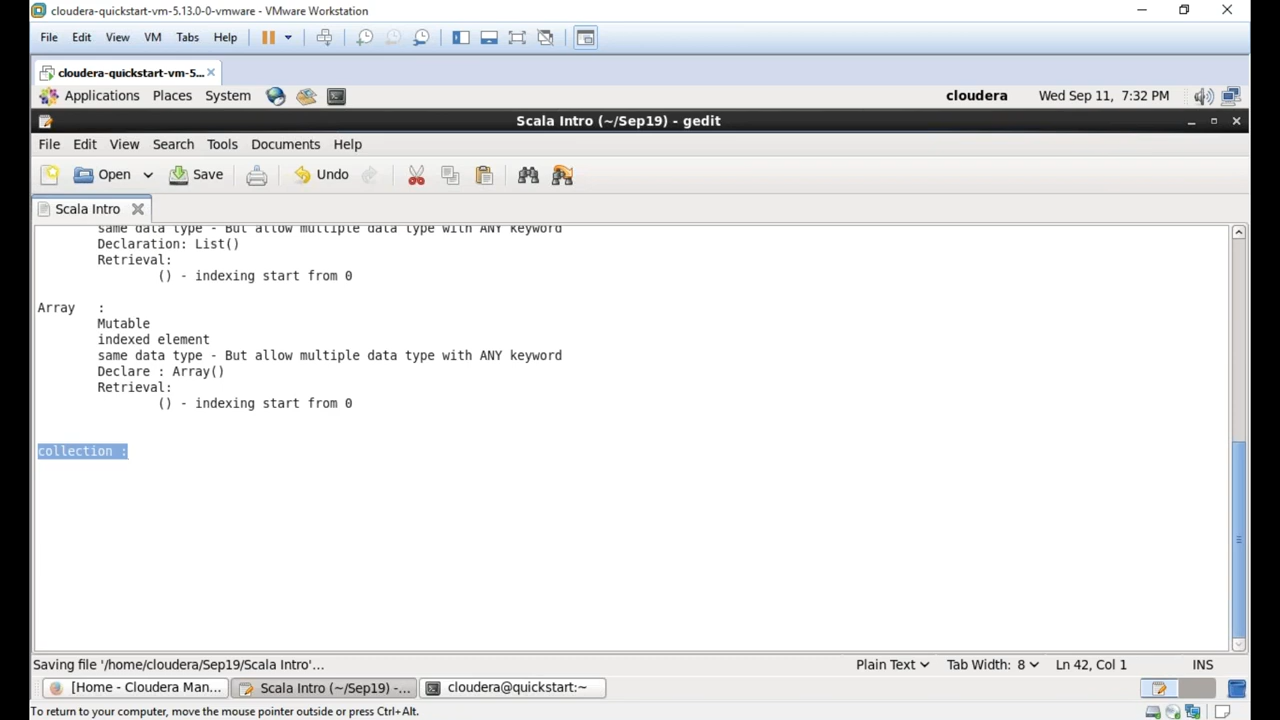 cloudera-quickstart-vm-5.13.0-0-vmware - VMware Workstation
File Edit View VM Tabs Help
cloudera-quickstart-vm-5...
Applications Places System cloudera Wed Sep 11, 7:32 PM
Scala Intro (~/Sep19) - gedit
File Edit View Search Tools Documents Help
Open Save Undo
Scala Intro
same data type - But allow multiple data type with ANY keyword
Declaration: List()
Retrieval:
() - indexing start from 0
Array :
Mutable
indexed element
same data type - But allow multiple data type with ANY keyword
Declare : Array()
Retrieval:
() - indexing start from 0
collection :
Saving file '/home/cloudera/Sep19/Scala Intro'... Plain Text Tab Width: 8 Ln 42, Col 1 INS
[Home - Cloudera Man... Scala Intro (~/Sep19) -... cloudera@quickstart:~
To return to your computer, move the mouse pointer outside or press Ctrl+Alt.